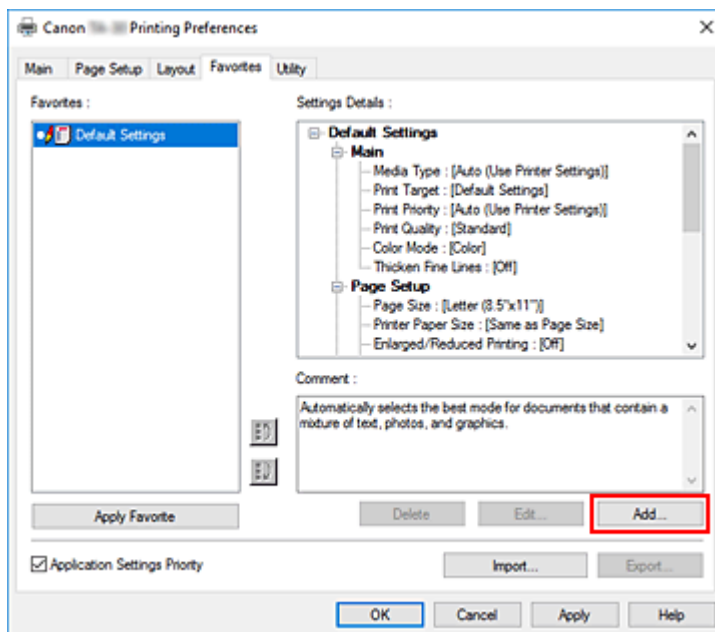 Canon Printing Preferences
Main Page Setup Layout Favorites Utility
Favorites :
Default Settings
Settings Details :
Default Settings
Main
Media Type : [Auto (Use Printer Settings)]
Print Target : [Default Settings]
Print Priority : [Auto (Use Printer Settings)]
Print Quality : [Standard]
Color Mode : [Color]
Thicken Fine Lines : [Off]
Page Setup
Page Size : [Letter (8.5"x11")]
Printer Paper Size : [Same as Page Size]
Enlarged/Reduced Printing : [Off]
Comment :
Automatically selects the best mode for documents that contain a
mixture of text, photos, and graphics.
Apply Favorite Delete Edit... Add...
Application Settings Priority Import... Export...
OK Cancel Apply Help